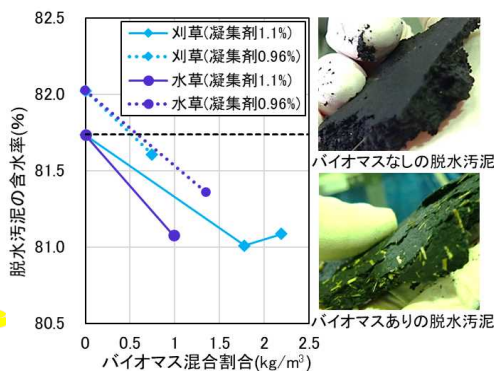 82.5
82.0
81.5
81.0
80.5
脱水汚泥の含水率(%)
刈草(凝集剤1.1%)
刈草(凝集剤0.96%)
水草(凝集剤1.1%)
水草(凝集剤0.96%)
0
0.5
1
1.5
2
2.5
バイオマス混合割合(kg/m³)
バイオマスなしの脱水汚泥
バイオマスありの脱水汚泥